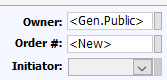 Owner: <Gen.Public>
Order #: <New>
Initiator: